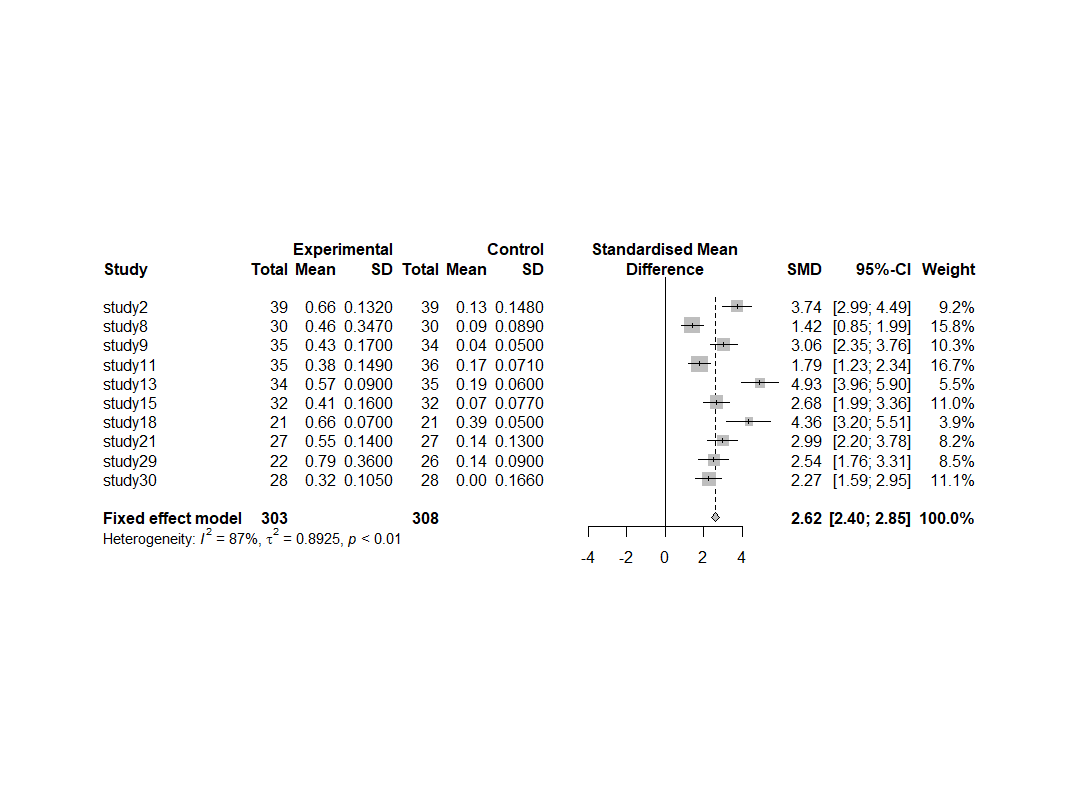 Experimental Control Standardised Mean
Study Total Mean SD Total Mean SD Difference SMD 95%-CI Weight
study2 39 0.66 0.1320 39 0.13 0.1480 3.74 [2.99; 4.49] 9.2%
study8 30 0.46 0.3470 30 0.09 0.0890 1.42 [0.85; 1.99] 15.8%
study9 35 0.43 0.1700 34 0.04 0.0500 3.06 [2.35; 3.76] 10.3%
study11 35 0.38 0.1490 36 0.17 0.0710 1.79 [1.23; 2.34] 16.7%
study13 34 0.57 0.0900 35 0.19 0.0600 4.93 [3.96; 5.90] 5.5%
study15 32 0.41 0.1600 32 0.07 0.0770 2.68 [1.99; 3.36] 11.0%
study18 21 0.66 0.0700 21 0.39 0.0500 4.36 [3.20; 5.51] 3.9%
study21 27 0.55 0.1400 27 0.14 0.1300 2.99 [2.20; 3.78] 8.2%
study29 22 0.79 0.3600 26 0.14 0.0900 2.54 [1.76; 3.31] 8.5%
study30 28 0.32 0.1050 28 0.00 0.1660 2.27 [1.59; 2.95] 11.1%
Fixed effect model 303 308 2.62 [2.40; 2.85] 100.0%
Heterogeneity: I² = 87%, τ² = 0.8925, p < 0.01
-4 -2 0 2 4